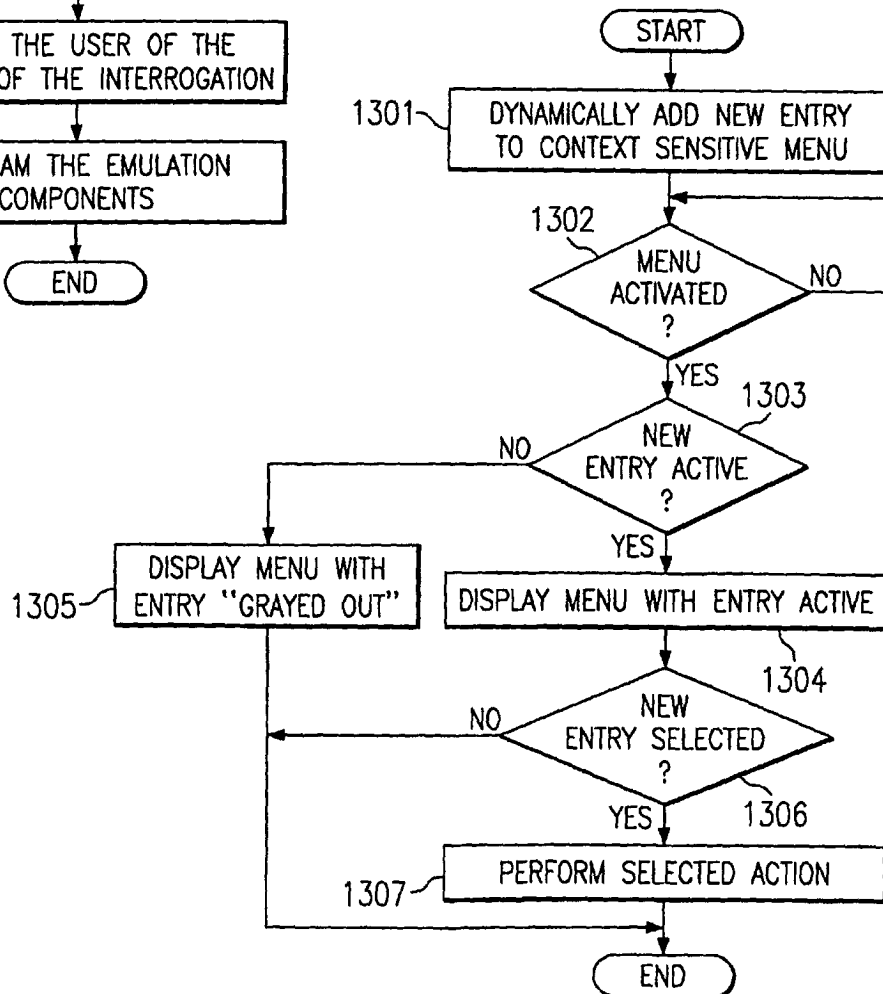 THE USER OF THE
OF THE INTERROGATION
AM THE EMULATION
COMPONENTS
END
START
1301
DYNAMICALLY ADD NEW ENTRY
TO CONTEXT SENSITIVE MENU
1302
MENU
ACTIVATED
?
NO
YES
1303
NEW
ENTRY ACTIVE
?
NO
YES
DISPLAY MENU WITH
ENTRY "GRAYED OUT"
1305
DISPLAY MENU WITH ENTRY ACTIVE
1304
NEW
ENTRY SELECTED
?
NO
1306
YES
PERFORM SELECTED ACTION
1307
END